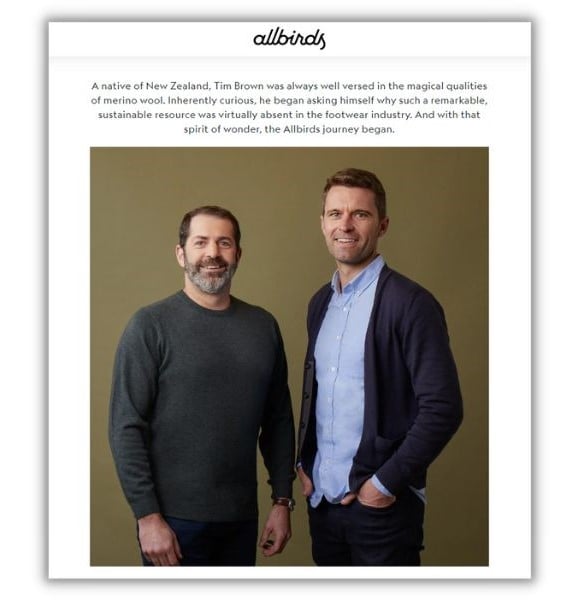 allbirds
A native of New Zealand, Tim Brown was always well versed in the magical qualities
of merino wool. Inherently curious, he began asking himself why such a remarkable,
sustainable resource was virtually absent in the footwear industry. And with that
spirit of wonder, the Allbirds journey began.